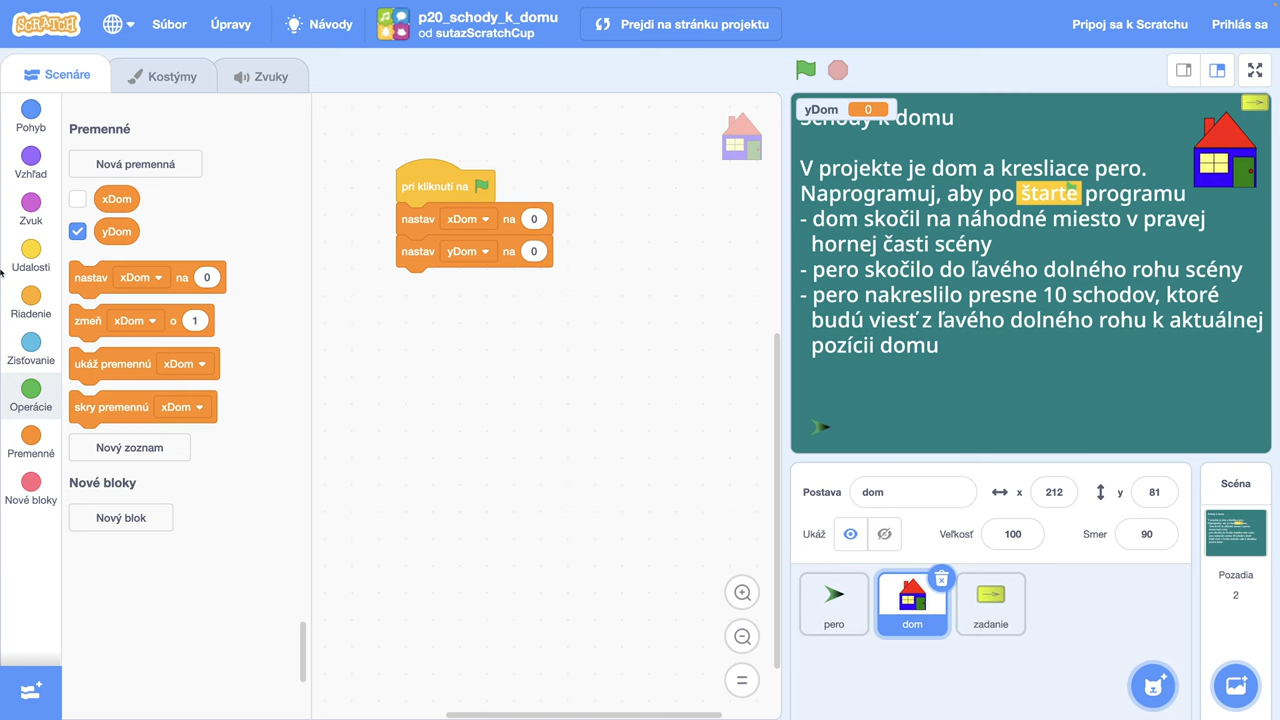 SCRATCH
Súbor
Úpravy
Návody
p20_schody_k_domu
od sutazScratchCup
Prejdi na stránku projektu
Pripoj sa k Scratchu
Prihlás sa
Scenáre
Kostýmy
Zvuky
Pohyb
Vzhľad
Zvuk
Udalosti
Riadenie
Zisťovanie
Operácie
Premenné
Nové bloky
Premenné
Nová premenná
xDom
yDom
nastav xDom na 0
zmeň xDom o 1
ukáž premennú xDom
skry premennú xDom
Nový zoznam
Nové bloky
Nový blok
pri kliknutí na
nastav xDom na 0
nastav yDom na 0
yDom 0
Schody k domu
V projekte je dom a kresliace pero.
Naprogramuj, aby po štarte programu
- dom skočil na náhodné miesto v pravej
hornej časti scény
- pero skočilo do ľavého dolného rohu scény
- pero nakreslilo presne 10 schodov, ktoré
budú viesť z ľavého dolného rohu k aktuálnej
pozícii domu
Postava dom x 212 y 81
Ukáž Veľkosť 100 Smer 90
pero
dom
zadanie
Scéna
Pozadia
2